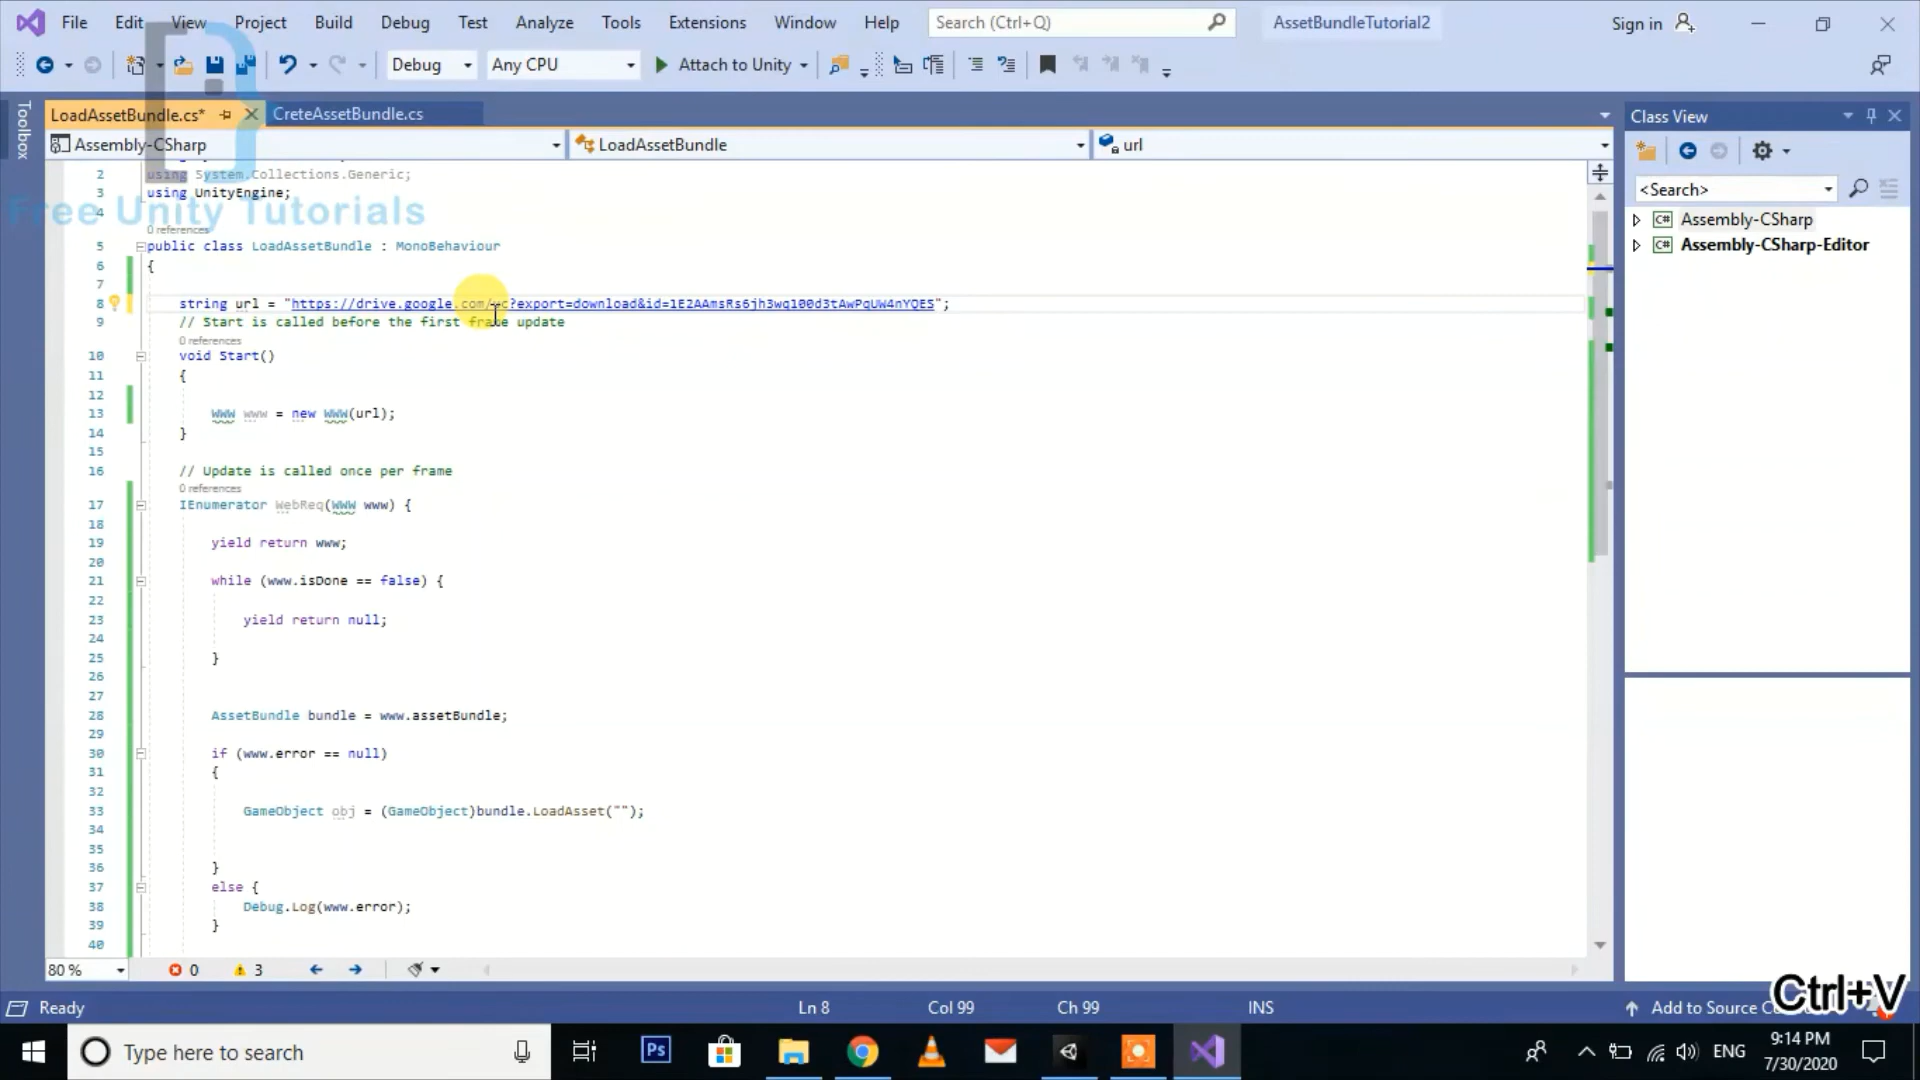 File Edit View Project Build Debug Test Analyze Tools Extensions Window Help Search (Ctrl+Q) AssetBundleTutorial2 Sign in
Debug Any CPU Attach to Unity
Toolbox
LoadAssetBundle.cs* CreteAssetBundle.cs
Assembly-CSharp LoadAssetBundle url
2 using System.Collections.Generic;
3 using UnityEngine;
4
Free Unity Tutorials
0 references
5 public class LoadAssetBundle : MonoBehaviour
6 {
7
8 string url = "https://drive.google.com/uc?export=download&id=1E2AAmsRs6jh3wq100d3tAwPqUW4nYQES";
9 // Start is called before the first frame update
0 references
10 void Start()
11 {
12
13 WWW www = new WWW(url);
14 }
15
16 // Update is called once per frame
0 references
17 IEnumerator WebReq(WWW www) {
18
19 yield return www;
20
21 while (www.isDone == false) {
22
23 yield return null;
24
25 }
26
27
28 AssetBundle bundle = www.assetBundle;
29
30 if (www.error == null)
31 {
32
33 GameObject obj = (GameObject)bundle.LoadAsset("");
34
35
36 }
37 else {
38 Debug.Log(www.error);
39 }
40
80 % 0 3
Class View
<Search>
Assembly-CSharp
Assembly-CSharp-Editor
Ctrl+V
Ready Ln 8 Col 99 Ch 99 INS Add to Source
Type here to search Ps ENG 9:14 PM
7/30/2020